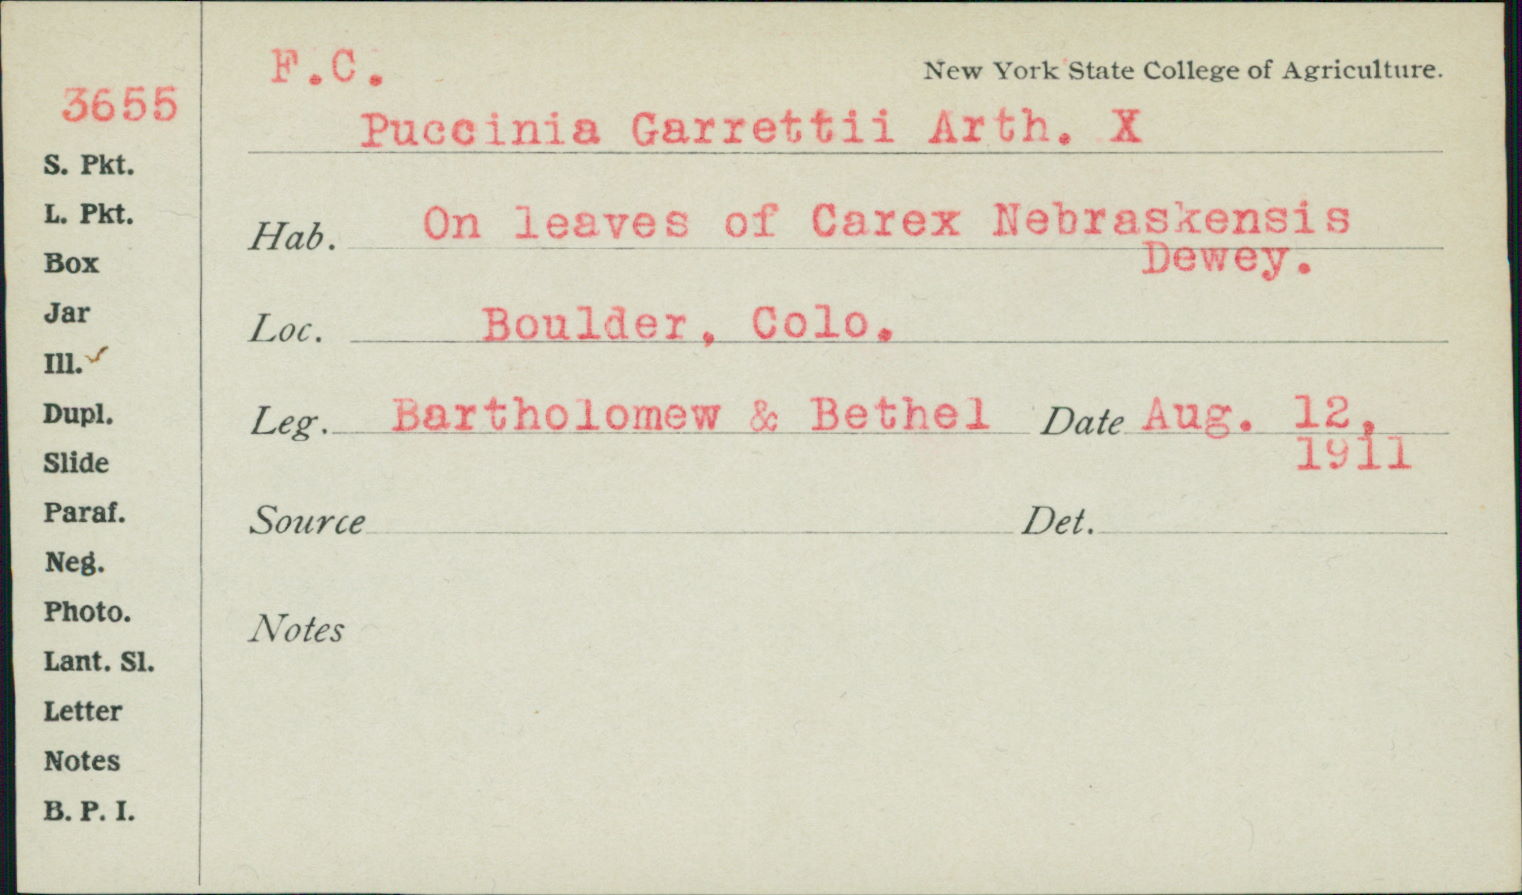 F.C.
New York State College of Agriculture.
3655
Puccinia Garrettii Arth. X
S. Pkt.
L. Pkt.
Box
Jar
Ill. ✓
Dupl.
Slide
Paraf.
Neg.
Photo.
Lant. Sl.
Letter
Notes
B. P. I.
Hab. On leaves of Carex Nebraskensis
Dewey.
Loc. Boulder, Colo.
Leg. Bartholomew & Bethel Date Aug. 12,
1911
Source Det.
Notes